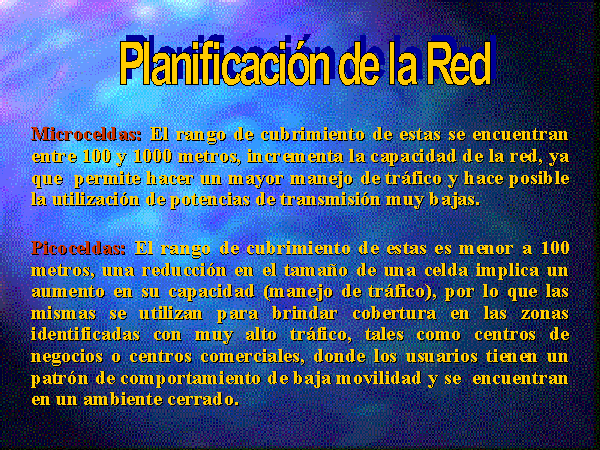 Planificación de la Red
Microceldas: El rango de cubrimiento de estas se encuentran
entre 100 y 1000 metros, incrementa la capacidad de la red, ya
que permite hacer un mayor manejo de tráfico y hace posible
la utilización de potencias de transmisión muy bajas.
Picoceldas: El rango de cubrimiento de estas es menor a 100
metros, una reducción en el tamaño de una celda implica un
aumento en su capacidad (manejo de tráfico), por lo que las
mismas se utilizan para brindar cobertura en las zonas
identificadas con muy alto tráfico, tales como centros de
negocios o centros comerciales, donde los usuarios tienen un
patrón de comportamiento de baja movilidad y se encuentran
en un ambiente cerrado.